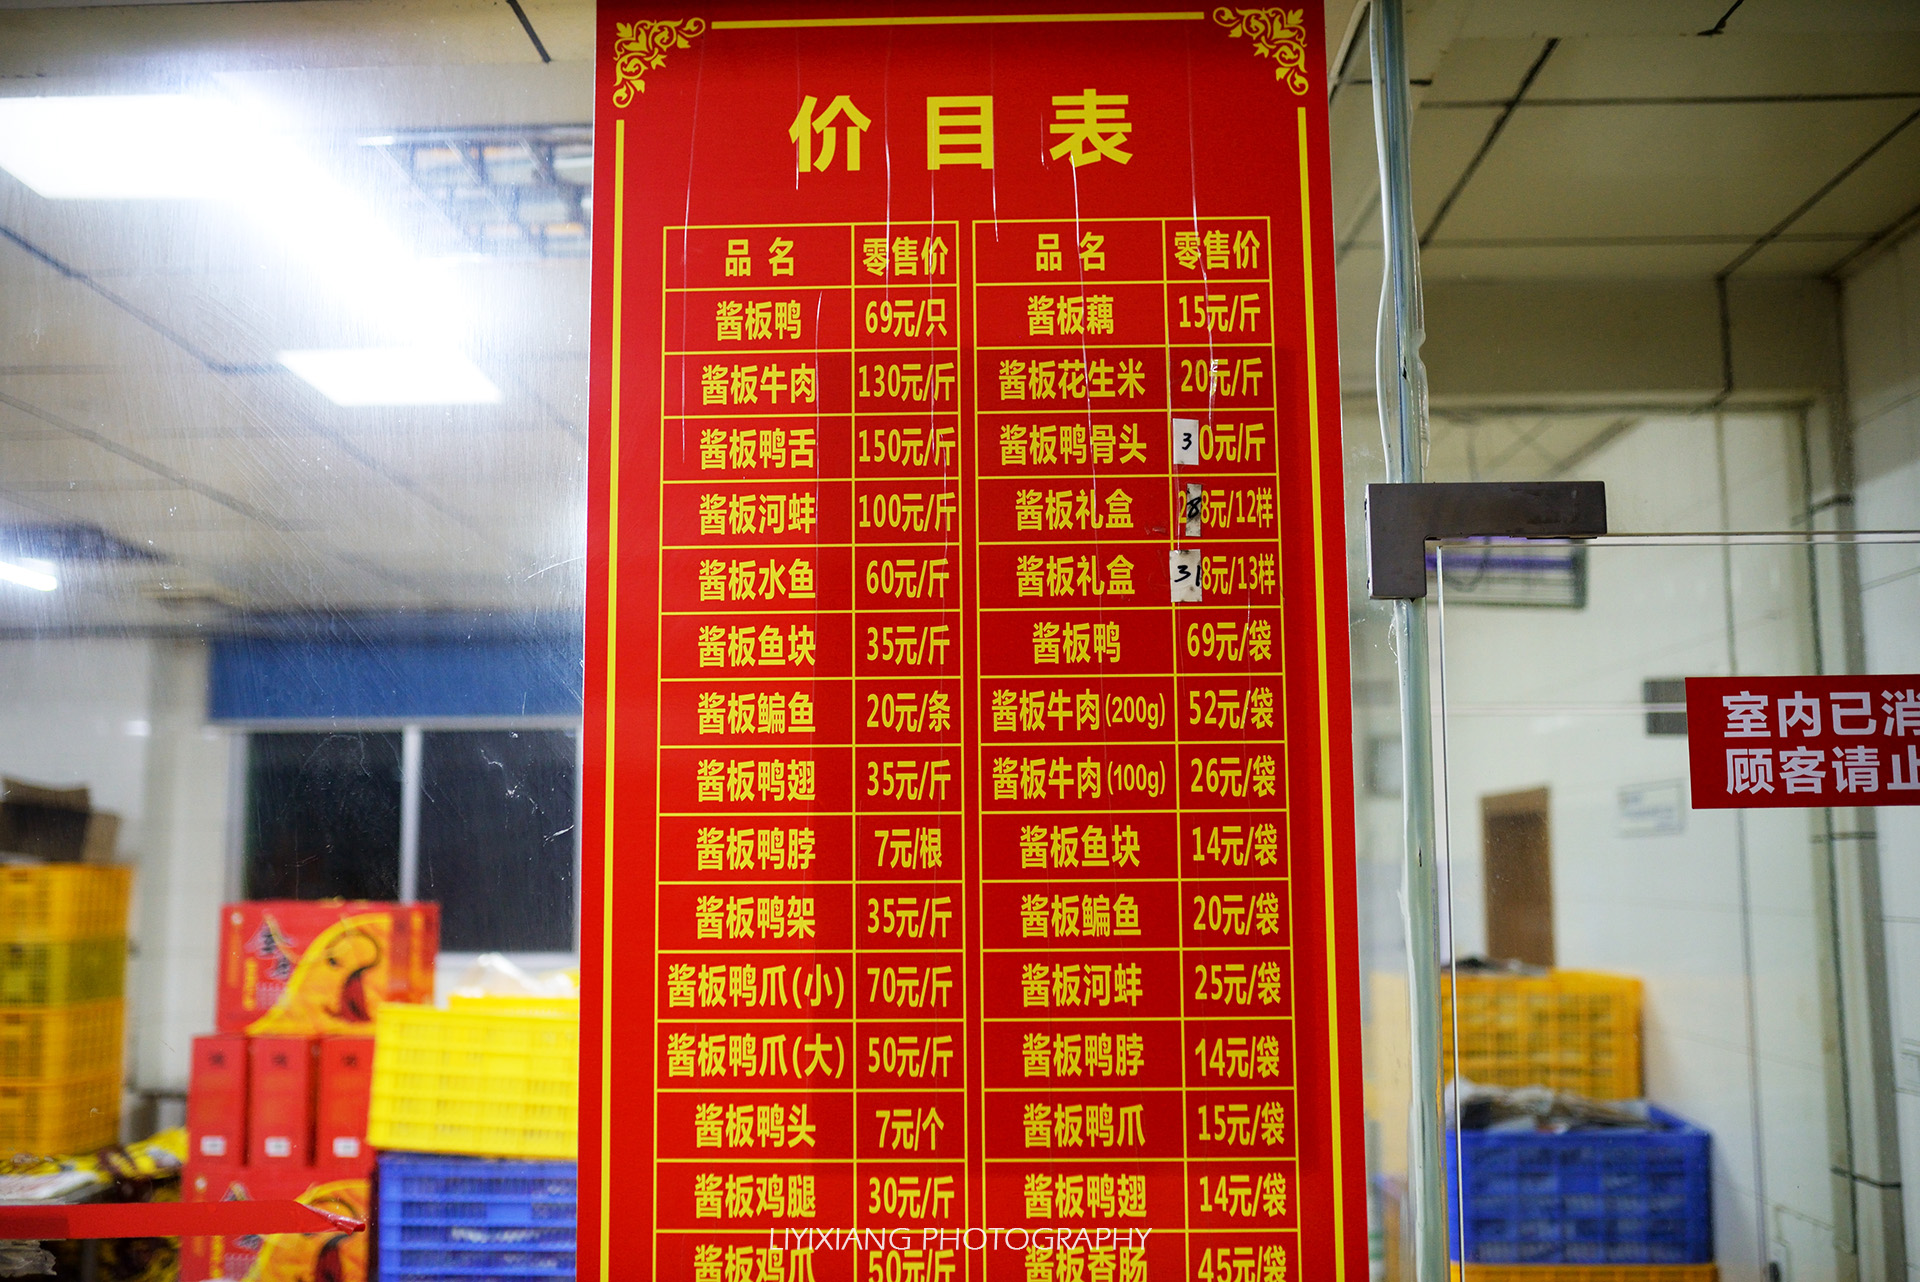 价目表
品名 零售价 品名 零售价
酱板鸭 69元/只 酱板藕 15元/斤
酱板牛肉 130元/斤 酱板花生米 20元/斤
酱板鸭舌 150元/斤 酱板鸭骨头 30元/斤
酱板河蚌 100元/斤 酱板礼盒 288元/12样
酱板水鱼 60元/斤 酱板礼盒 318元/13样
酱板鱼块 35元/斤 酱板鸭 69元/袋
酱板鳊鱼 20元/条 酱板牛肉(200g) 52元/袋
酱板鸭翅 35元/斤 酱板牛肉(100g) 26元/袋
酱板鸭脖 7元/根 酱板鱼块 14元/袋
酱板鸭架 35元/斤 酱板鳊鱼 20元/袋
酱板鸭爪(小) 70元/斤 酱板河蚌 25元/袋
酱板鸭爪(大) 50元/斤 酱板鸭脖 14元/袋
酱板鸭头 7元/个 酱板鸭爪 15元/袋
酱板鸡腿 30元/斤 酱板鸭翅 14元/袋
酱板鸡爪 50元/斤 酱板香肠 45元/袋
室内已消
顾客请止
LIYIXIANG PHOTOGRAPHY